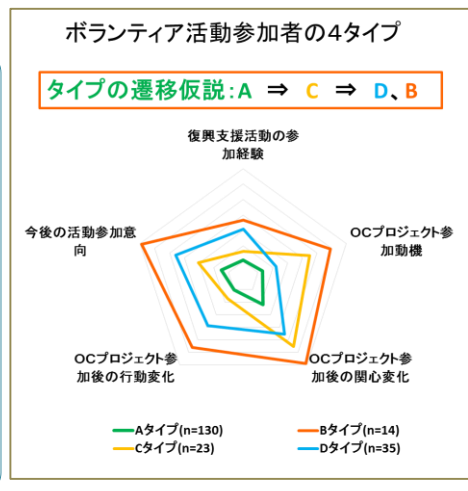 ボランティア活動参加者の4タイプ
タイプの遷移仮説:A ⇒ C ⇒ D、B
復興支援活動の参
加経験
今後の活動参加意
向
OCプロジェクト参
加動機
OCプロジェクト参
加後の行動変化
OCプロジェクト参
加後の関心変化
Aタイプ(n=130)
Bタイプ(n=14)
Cタイプ(n=23)
Dタイプ(n=35)